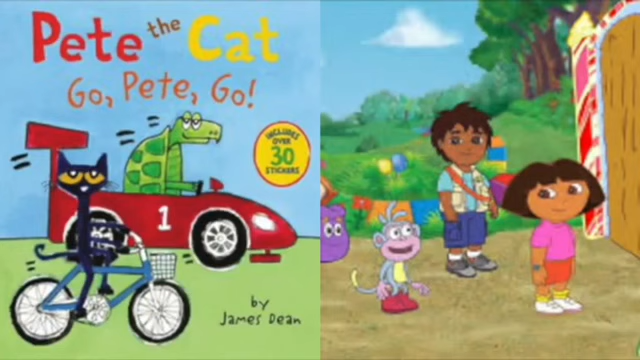 Pete the Cat
Go, Pete, Go!
INCLUDES
OVER
30
STICKERS
1
by
James Dean